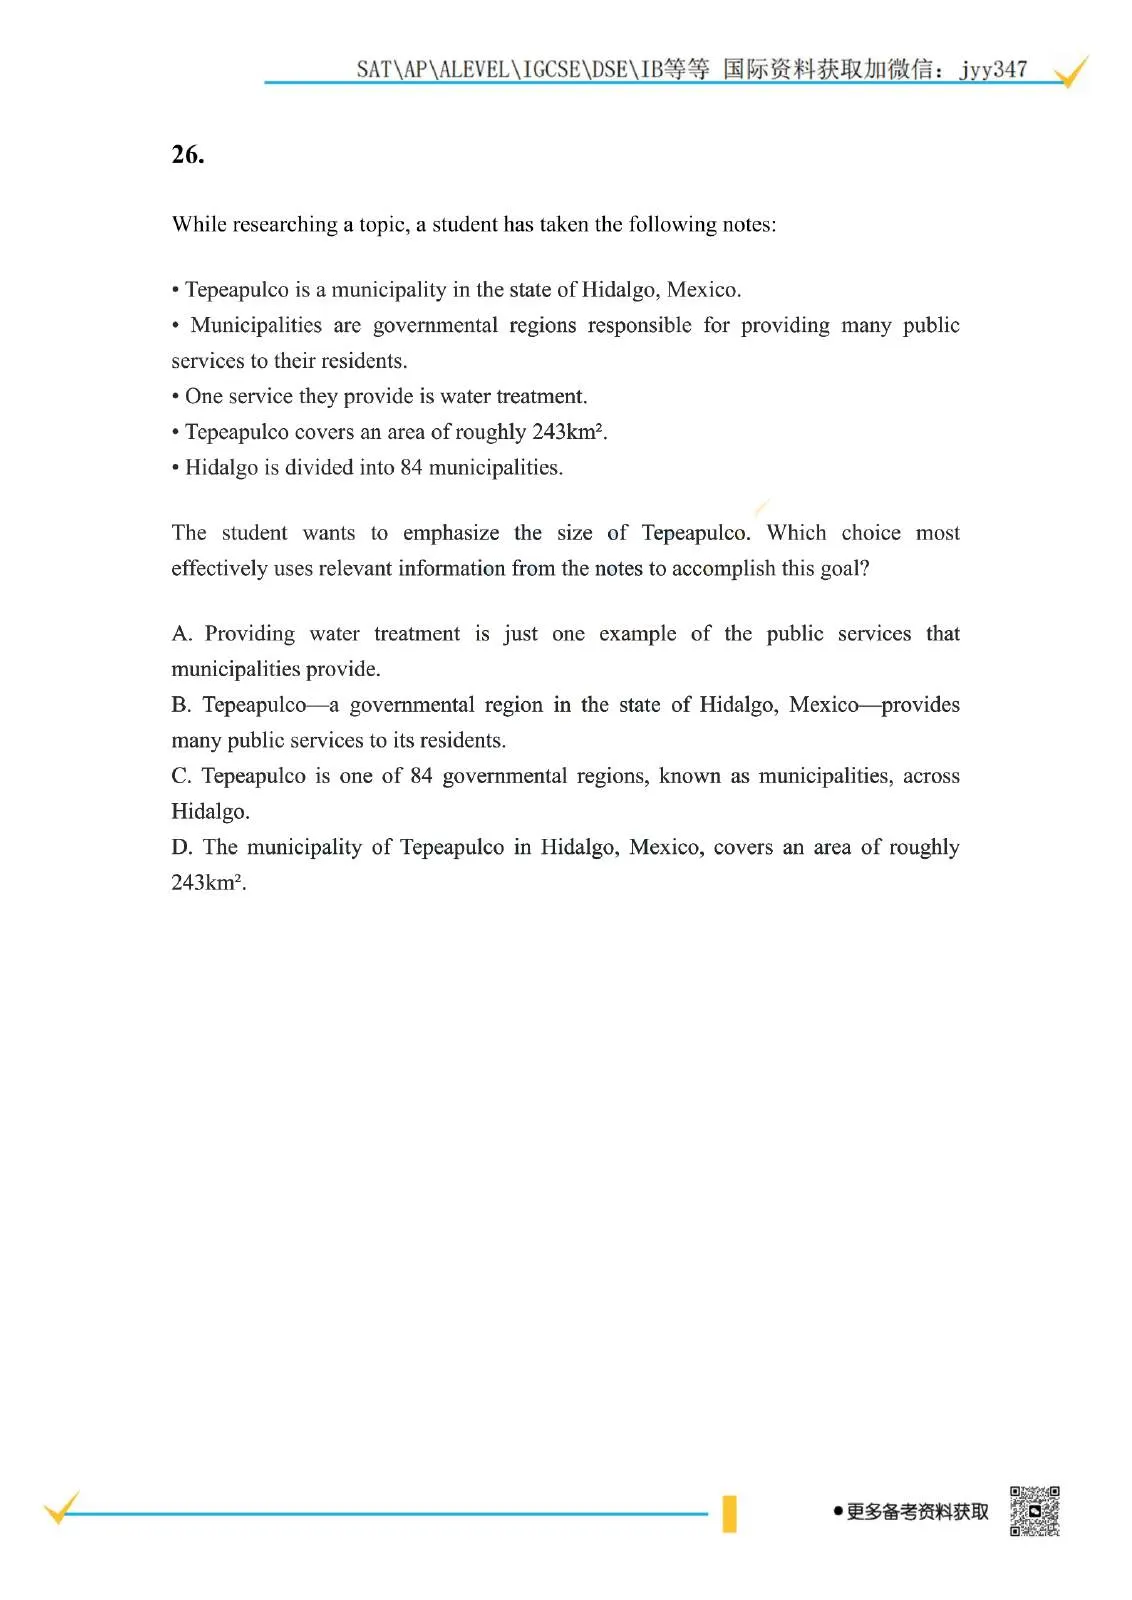 SAT\AP\ALEVEL\IGCSE\DSE\IB等等 国际资料获取加微信: jyy347
26.
While researching a topic, a student has taken the following notes:
• Tepeapulco is a municipality in the state of Hidalgo, Mexico.
• Municipalities are governmental regions responsible for providing many public
services to their residents.
• One service they provide is water treatment.
• Tepeapulco covers an area of roughly 243km².
• Hidalgo is divided into 84 municipalities.
The student wants to emphasize the size of Tepeapulco. Which choice most
effectively uses relevant information from the notes to accomplish this goal?
A. Providing water treatment is just one example of the public services that
municipalities provide.
B. Tepeapulco—a governmental region in the state of Hidalgo, Mexico—provides
many public services to its residents.
C. Tepeapulco is one of 84 governmental regions, known as municipalities, across
Hidalgo.
D. The municipality of Tepeapulco in Hidalgo, Mexico, covers an area of roughly
243km².
•更多备考资料获取